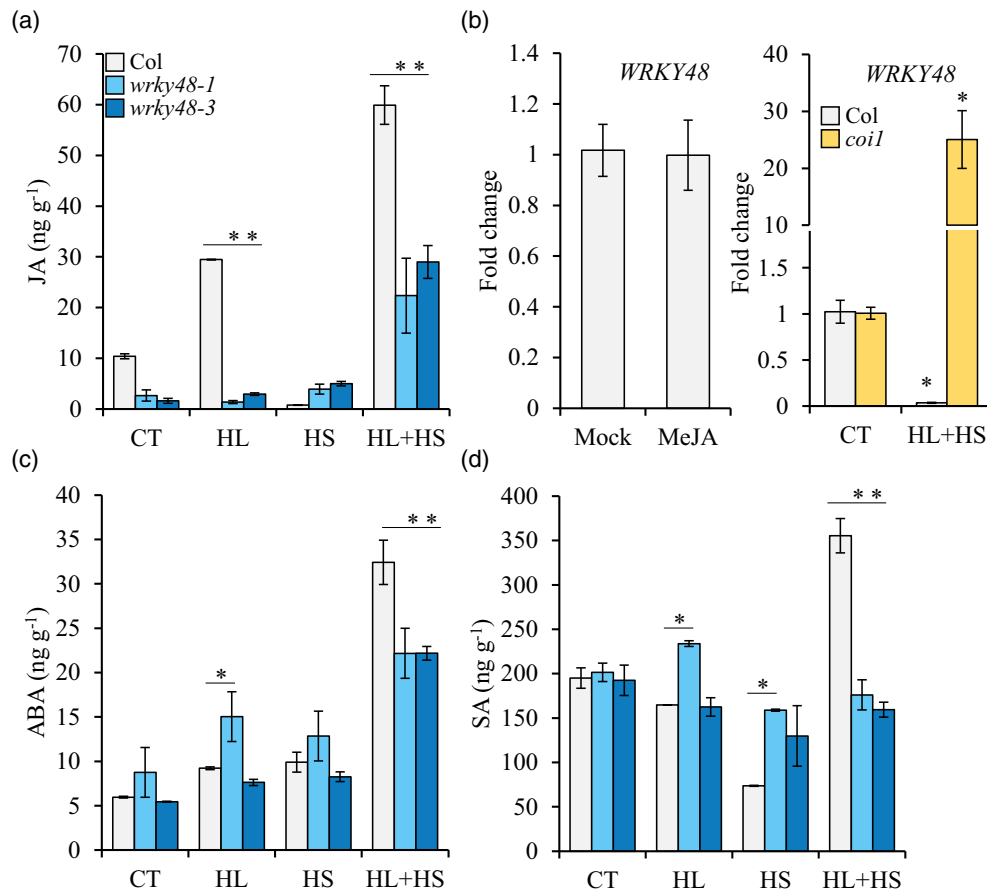 (a)
70
60
50
40
30
20
10
0
JA (ng g⁻¹)
Col
wrky48-1
wrky48-3
* *
* *
CT HL HS HL+HS
(b)
1.4
1.2
1
0.8
0.6
0.4
0.2
0
Fold change
WRKY48
Mock MeJA
40
30
20
10
1.5
1
0.5
0
Fold change
WRKY48
Col
coi1
*
*
CT HL+HS
(c)
40
35
30
25
20
15
10
5
0
ABA (ng g⁻¹)
*
* *
CT HL HS HL+HS
(d)
400
350
300
250
200
150
100
50
0
SA (ng g⁻¹)
*
*
* *
CT HL HS HL+HS